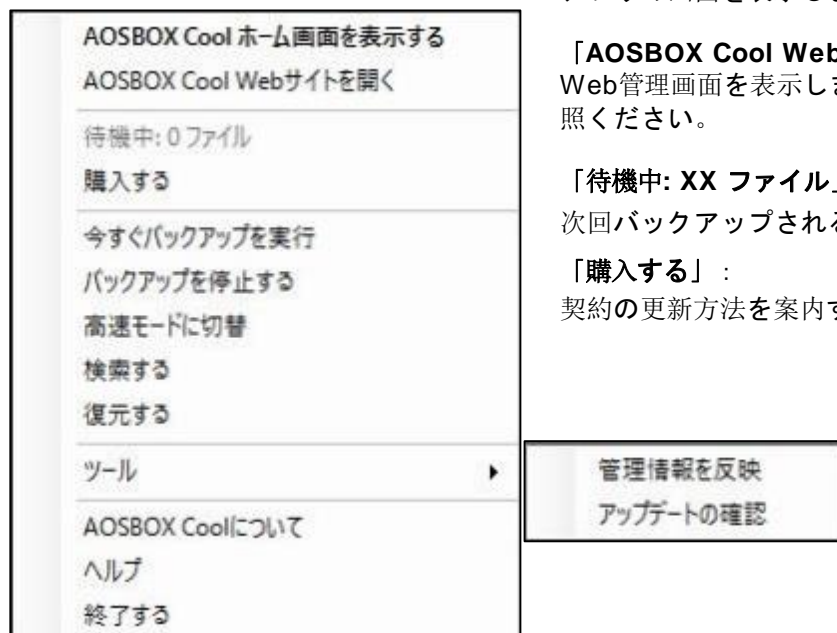 AOSBOX Cool ホーム画面を表示する
AOSBOX Cool Webサイトを開く
待機中: 0 ファイル
購入する
今すぐバックアップを実行
バックアップを停止する
高速モードに切替
検索する
復元する
ツール
AOSBOX Coolについて
ヘルプ
終了する
管理情報を反映
アップデートの確認
「AOSBOX Cool Web
Web管理画面を表示し
照ください。
「待機中: XX ファイル」
次回バックアップされる
「購入する」:
契約の更新方法を案内す